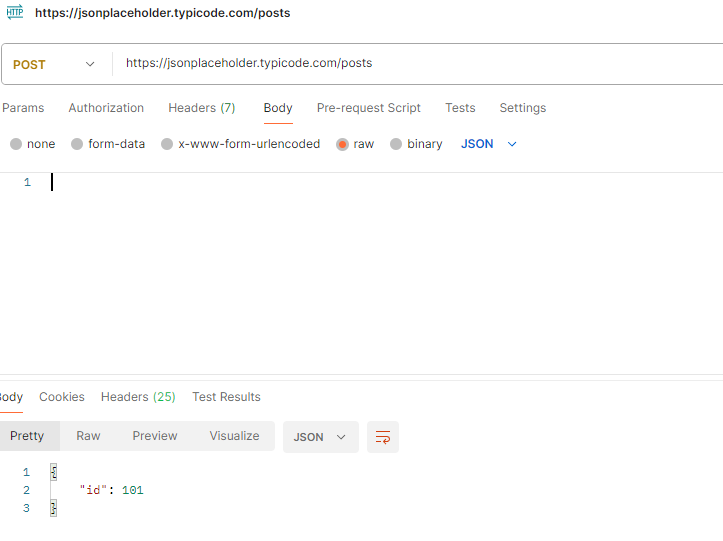 HTTP https://jsonplaceholder.typicode.com/posts
POST https://jsonplaceholder.typicode.com/posts
Params Authorization Headers (7) Body Pre-request Script Tests Settings
none form-data x-www-form-urlencoded raw binary JSON
1
Body Cookies Headers (25) Test Results
Pretty Raw Preview Visualize JSON
1 {
2 "id": 101
3 }